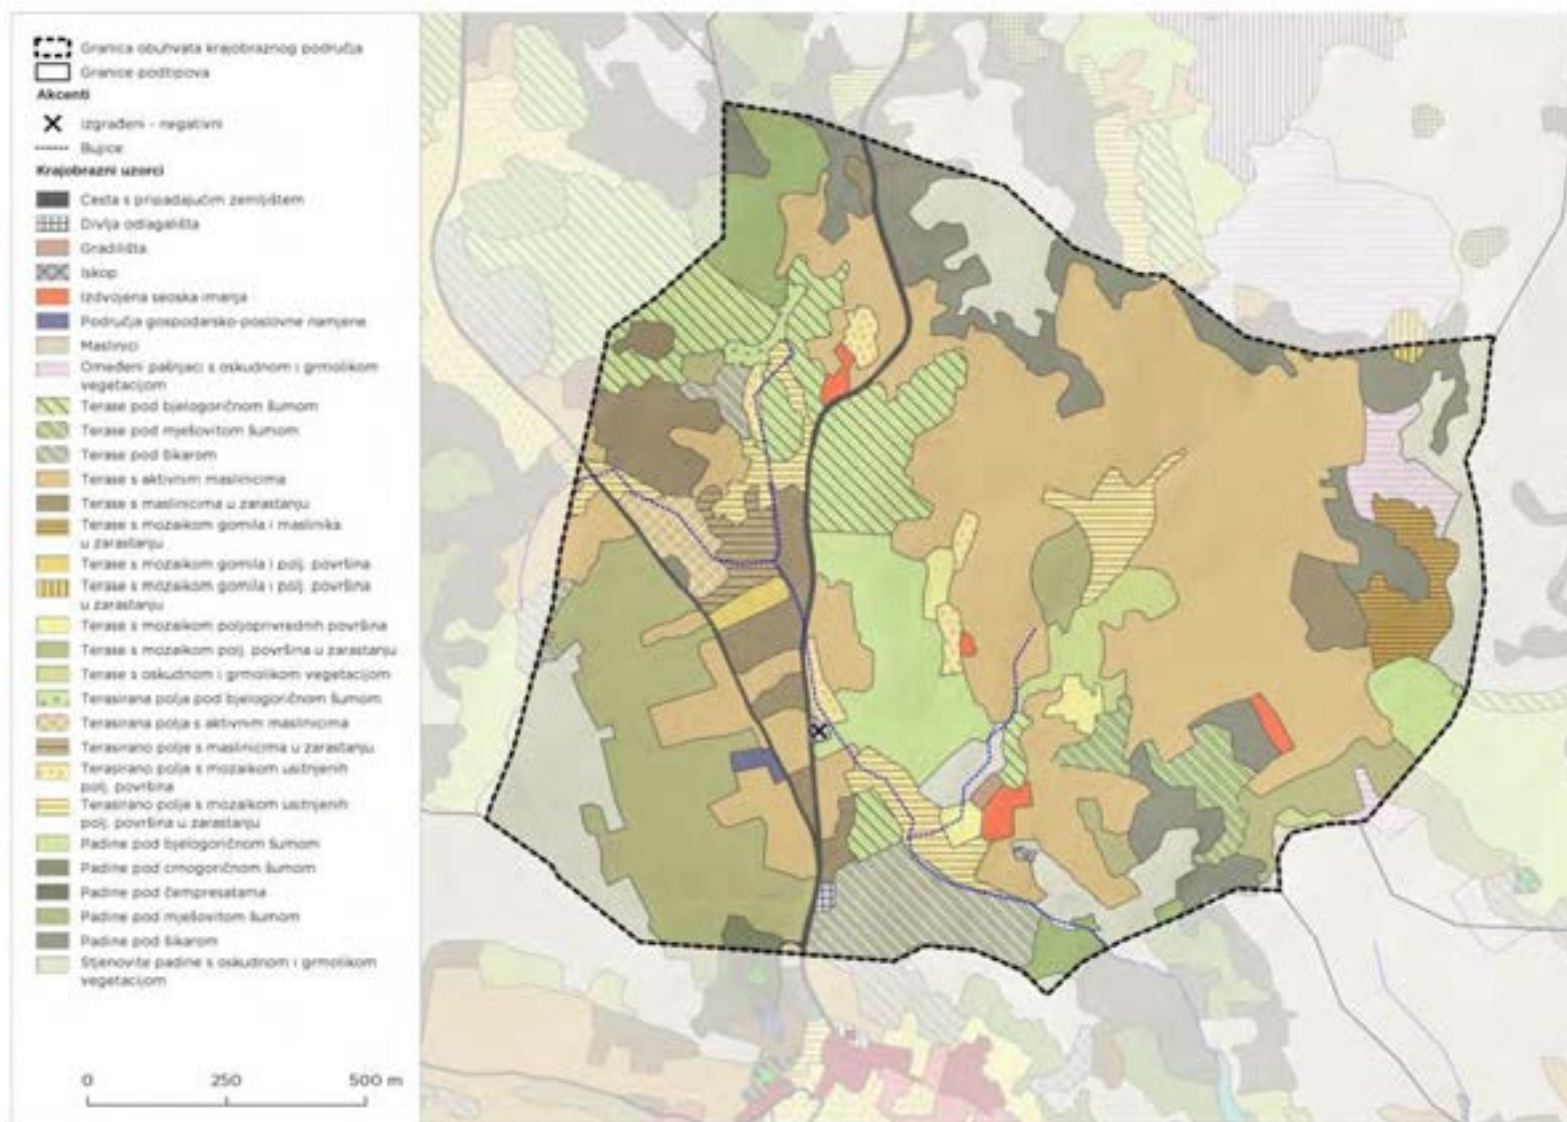 Granica obuhvata krajobraznog područja
Granice podtipova
Akcenti
izgrađeni - negativni
Bujice
Krajobrazni uzorci
Cesta s pripadajućim zemljištem
Divlja odlagališta
Gradilišta
Iskop
Izdvojena seoska imanja
Područja gospodarsko-poslovne namjene
Maslinici
Omeđeni pašnjaci s oskudnom i grmolikom
vegetacijom
Terase pod bjelogoričnom šumom
Terase pod mješovitom šumom
Terase pod šikarom
Terase s aktivnim maslinicima
Terase s maslinicima u zarastanju
Terase s mozaikom gomila i maslinika
u zarastanju
Terase s mozaikom gomila i polj. površina
Terase s mozaikom gomila i polj. površina
u zarastanju
Terase s mozaikom poljoprivrednih površina
Terase s mozaikom polj. površina u zarastanju
Terase s oskudnom i grmolikom vegetacijom
Terasirana polja pod bjelogoričnom šumom
Terasirana polja s aktivnim maslinicima
Terasirano polje s maslinicima u zarastanju
Terasirano polje s mozaikom usitnjenih
polj. površina
Terasirano polje s mozaikom usitnjenih
polj. površina u zarastanju
Padine pod bjelogoričnom šumom
Padine pod crnogoričnom šumom
Padine pod čempresatama
Padine pod mješovitom šumom
Padine pod šikarom
Stjenovite padine s oskudnom i grmolikom
vegetacijom
0 250 500 m